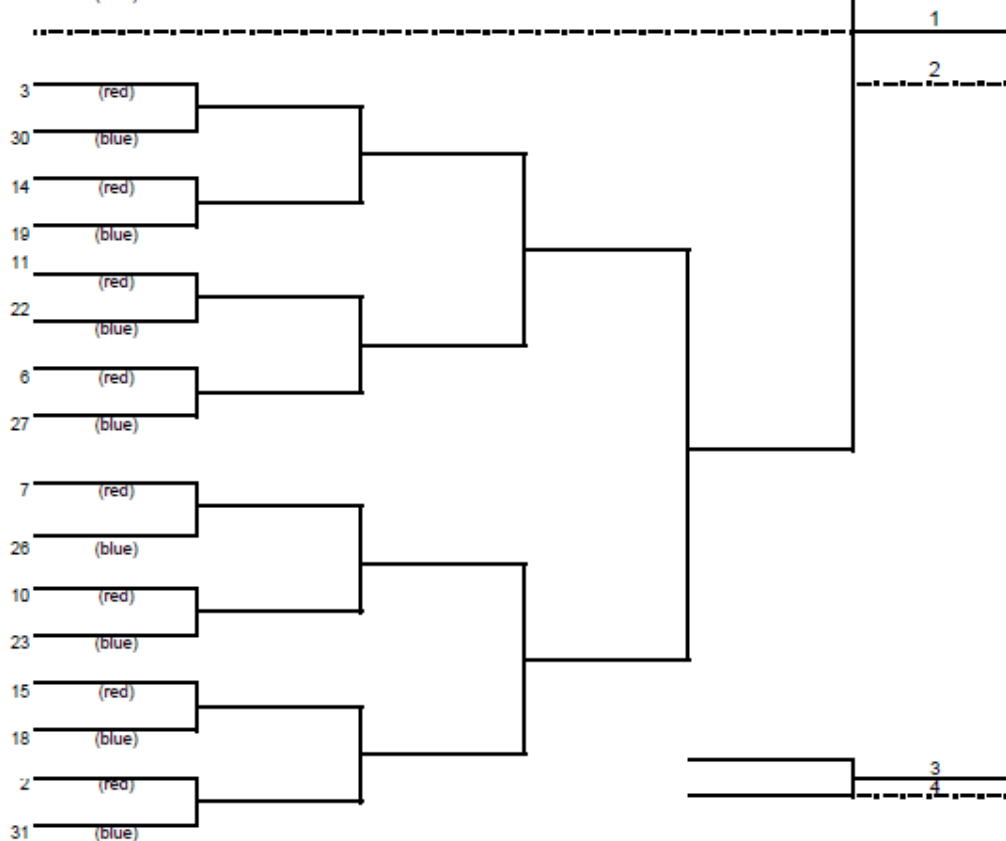 1
2
3 (red)
30 (blue)
14 (red)
19 (blue)
11 (red)
22 (blue)
6 (red)
27 (blue)
7 (red)
26 (blue)
10 (red)
23 (blue)
15 (red)
18 (blue)
3
2 (red)
4
31 (blue)